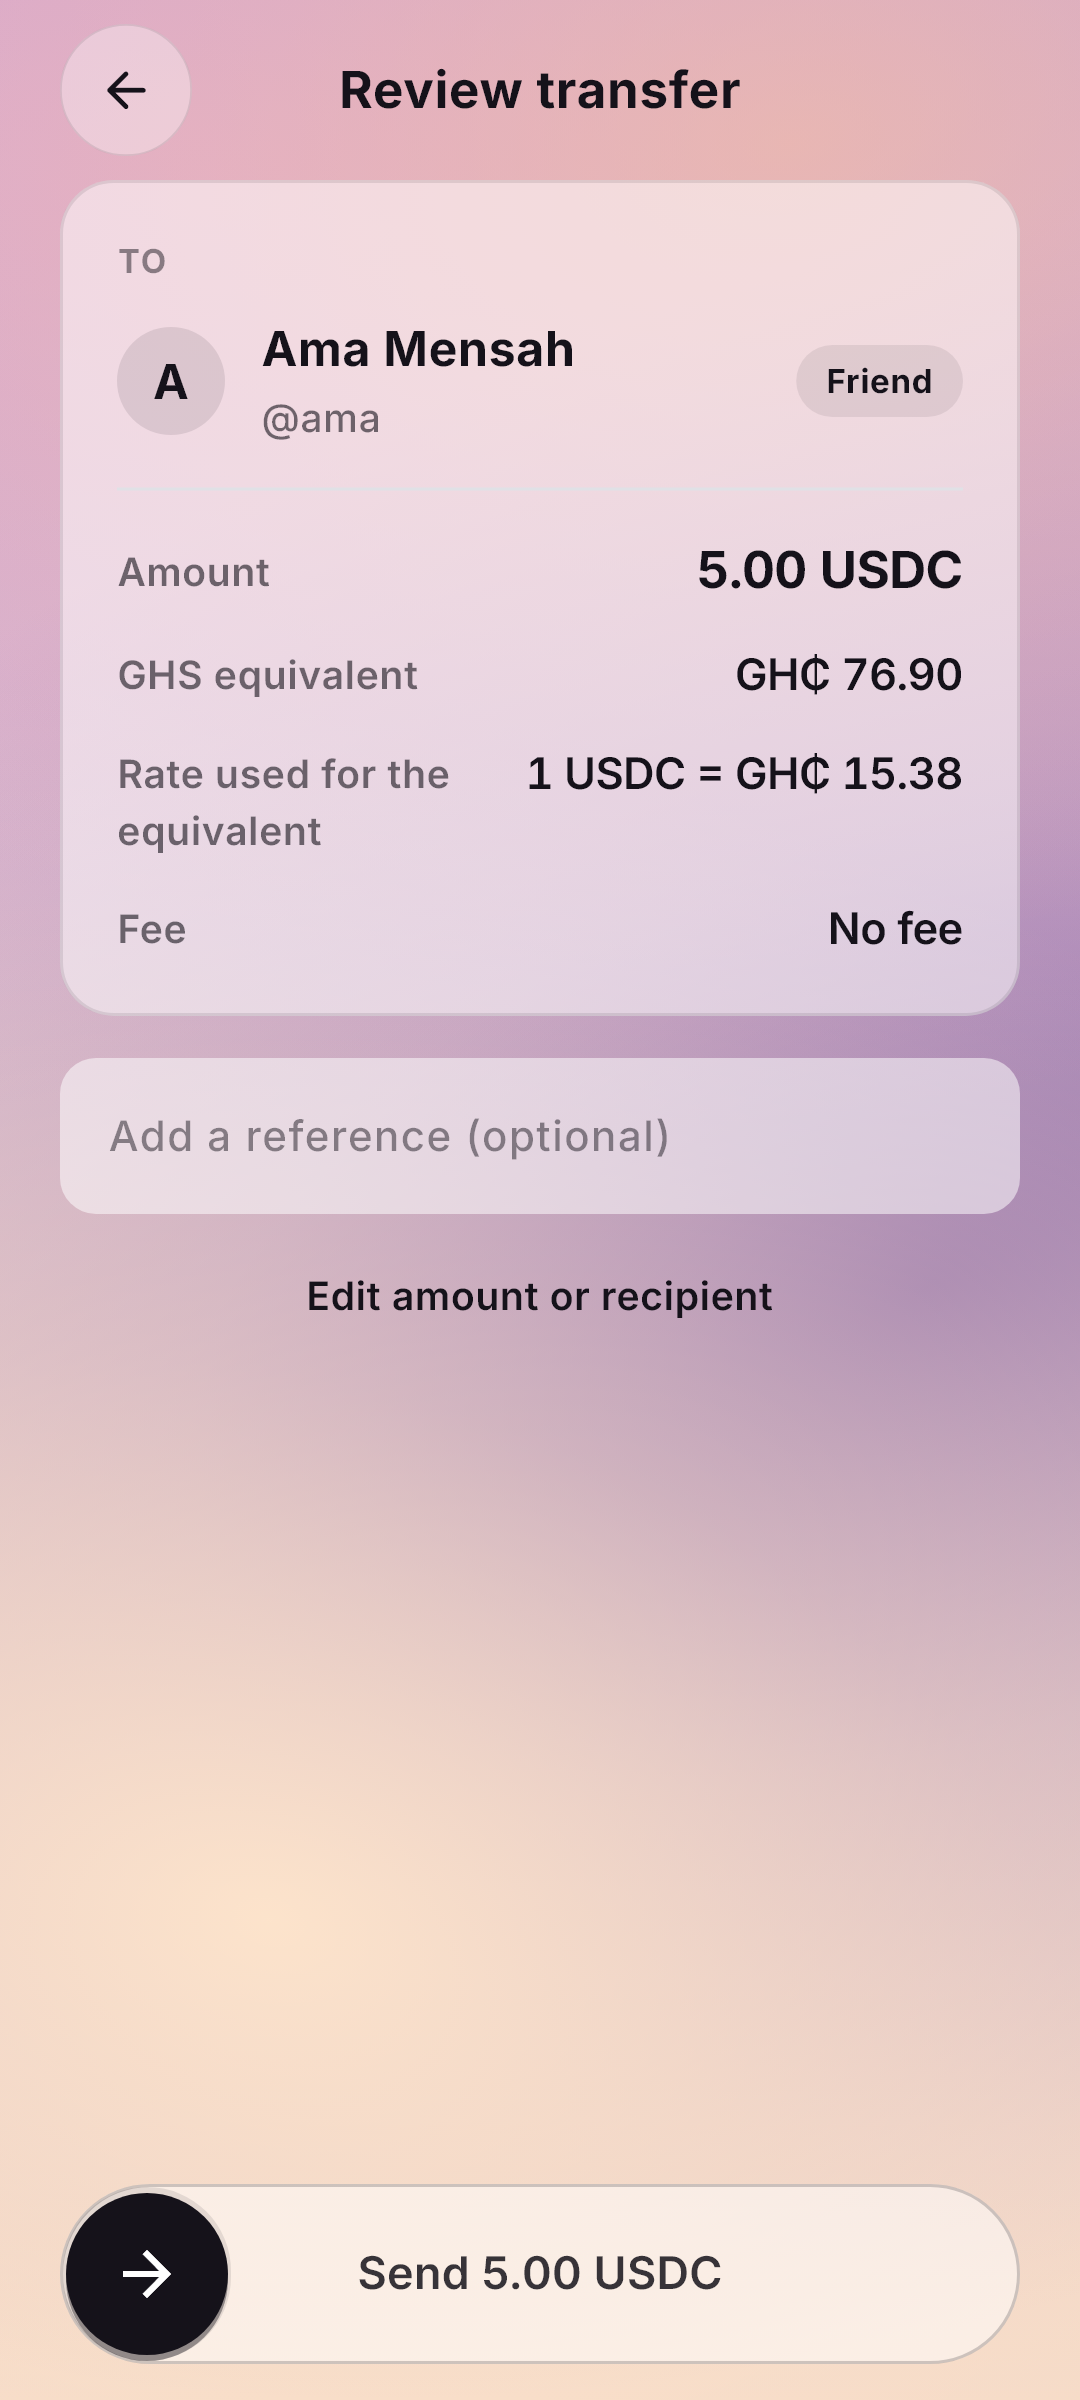 Review transfer
TO
A
Ama Mensah
@ama
Friend
Amount
5.00 USDC
GHS equivalent
GH₵ 76.90
Rate used for the
equivalent
1 USDC = GH₵ 15.38
Fee
No fee
Add a reference (optional)
Edit amount or recipient
Send 5.00 USDC